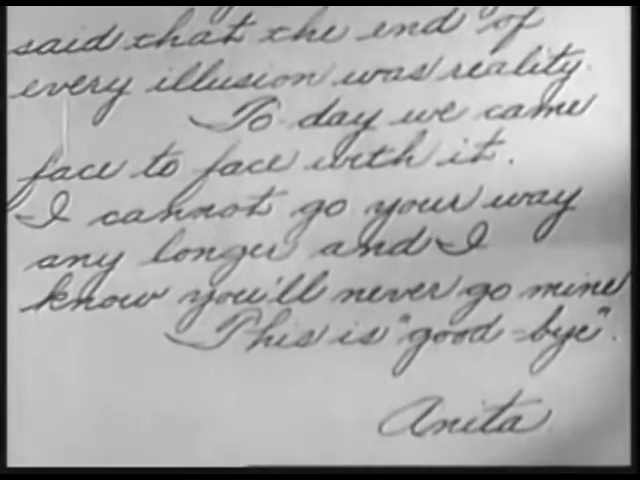 said that the end of
every illusion was reality.
To-day we came
face to face with it.
I cannot go your way
any longer and I
know you'll never go mine
This is "good-bye".
Anita